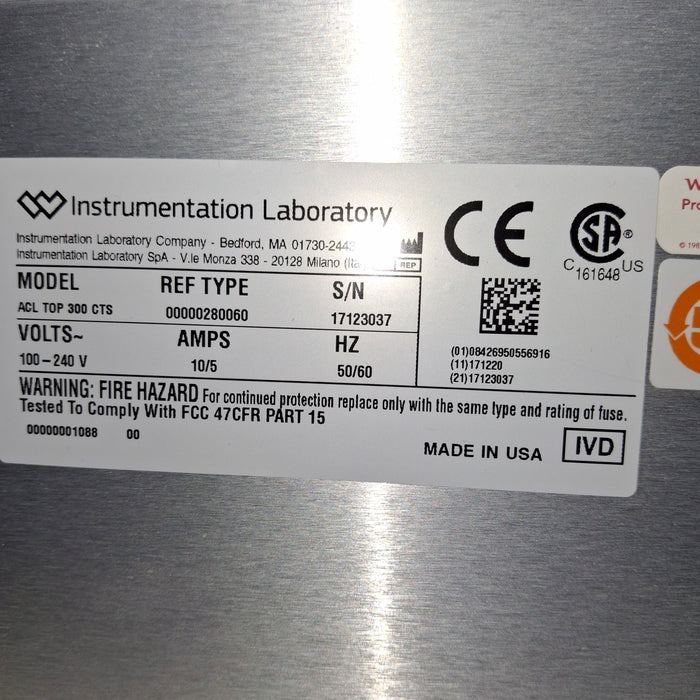 Instrumentation Laboratory
Instrumentation Laboratory Company - Bedford, MA 01730-2443
Instrumentation Laboratory SpA - V.le Monza 338 - 20128 Milano
REP
MODEL REF TYPE S/N
ACL TOP 300 CTS 00000280060 17123037
VOLTS~ AMPS HZ
100-240 V 10/5 50/60
CE
SA®
C 161648 US
(01)08426950556916
(11)171220
(21)17123037
WARNING: FIRE HAZARD For continued protection replace only with the same type and rating of fuse.
Tested To Comply With FCC 47CFR PART 15
00000001088 00
MADE IN USA IVD
W
Pro
© 198